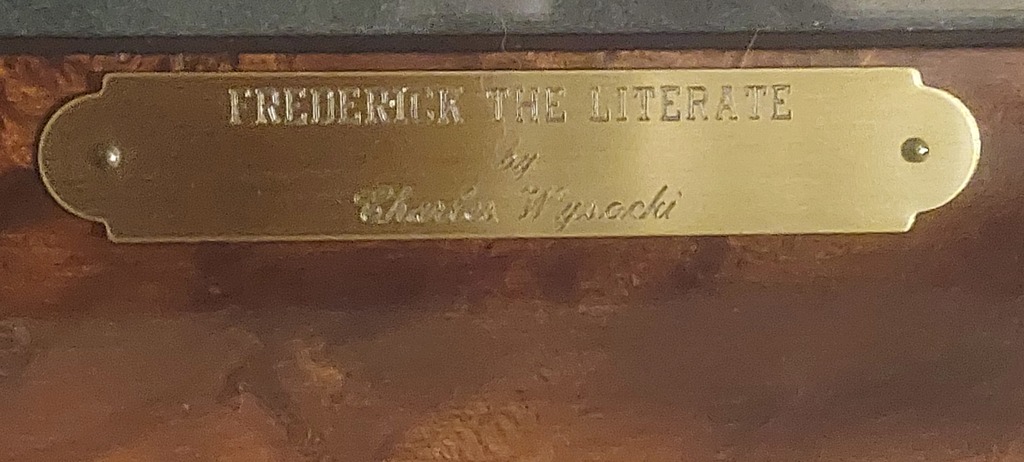 FREDERICK THE LITERATE
by
Charles Wysocki